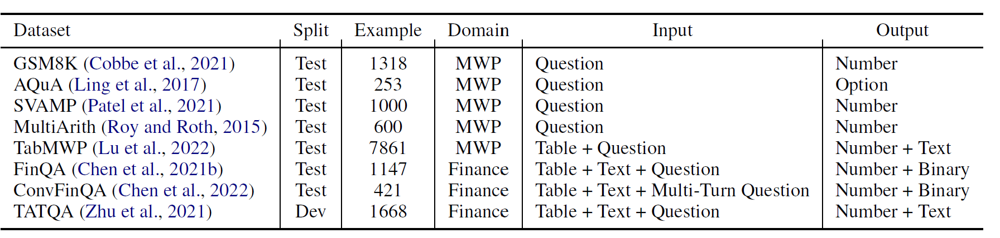 Dataset Split Example Domain Input Output
GSM8K (Cobbe et al., 2021) Test 1318 MWP Question Number
AQuA (Ling et al., 2017) Test 253 MWP Question Option
SVAMP (Patel et al., 2021) Test 1000 MWP Question Number
MultiArith (Roy and Roth, 2015) Test 600 MWP Question Number
TabMWP (Lu et al., 2022) Test 7861 MWP Table + Question Number + Text
FinQA (Chen et al., 2021b) Test 1147 Finance Table + Text + Question Number + Binary
ConvFinQA (Chen et al., 2022) Test 421 Finance Table + Text + Multi-Turn Question Number + Binary
TATQA (Zhu et al., 2021) Dev 1668 Finance Table + Text + Question Number + Text